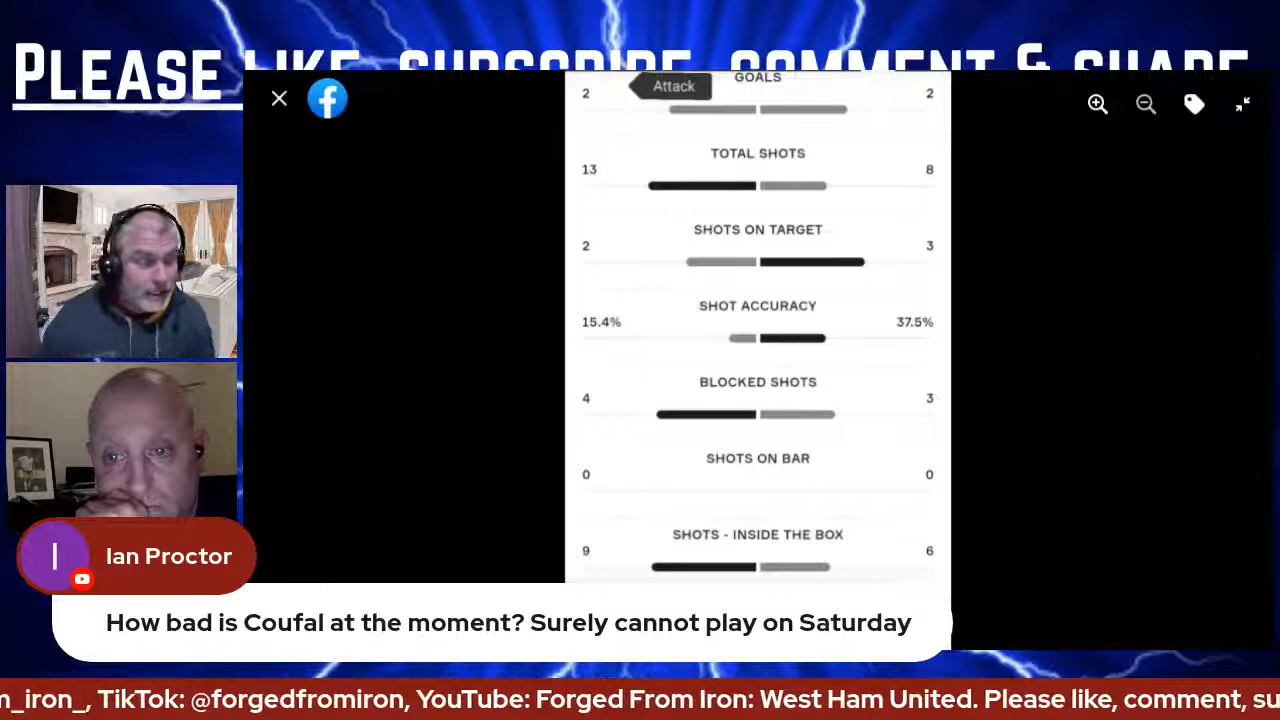 PLEASE LIKE, SUBSCRIBE, COMMENT & SHARE
Attack
GOALS
2 2
TOTAL SHOTS
13 8
SHOTS ON TARGET
2 3
SHOT ACCURACY
15.4% 37.5%
BLOCKED SHOTS
4 3
SHOTS ON BAR
0 0
SHOTS - INSIDE THE BOX
9 6
I
Ian Proctor
How bad is Coufal at the moment? Surely cannot play on Saturday
m_iron_, TikTok: @forgedfromiron, YouTube: Forged From Iron: West Ham United. Please like, comment, su